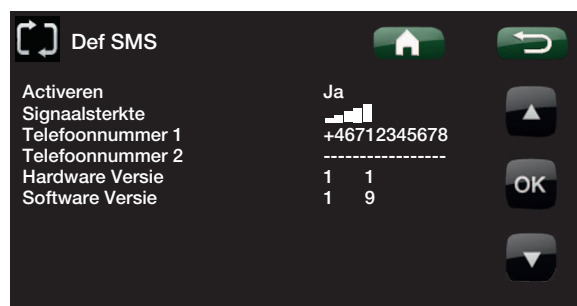 Def SMS
Activeren Ja
Signaalsterkte
Telefoonnummer 1 +46712345678
Telefoonnummer 2 -----------------
Hardware Versie 1 1
Software Versie 1 9
OK